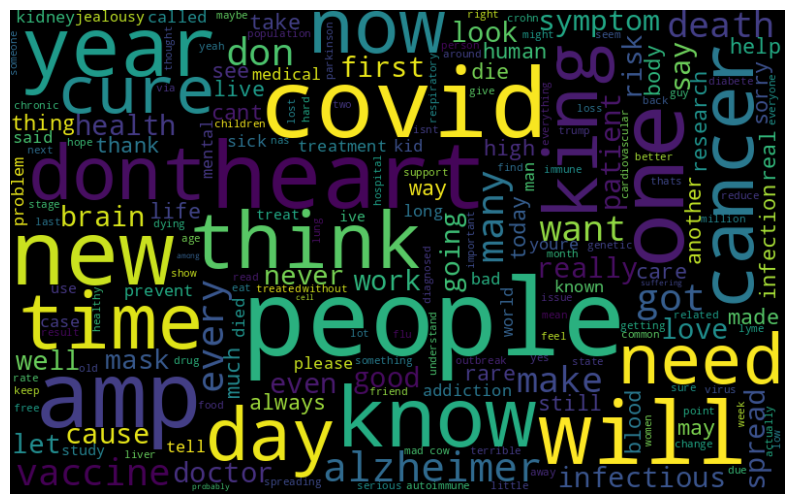 kidney jealousy called take don now look symptom death
someone maybe yeah population thought right crohn
year cure covid king one cancer
parkinson via see medical first human die risk body say help
live cant respiratory might seem diabete
thing health chronic lost hard two person around give
said children isnt nas sick treatment kid high man patient cardiovascular research sorry
next hope thank mental hospital support way everything trump loss back guy everyone
dont heart many find immune thats better reduce
problem stage last dying brain life treat ive long today another infection real
new think going want youre genetic million
age among lung important bad known month
show use prevent never work really care suffering
healthy read eat treated without cell diagnosed world issue mean
time people got love made
case result every died lot flu understand feel getting common related lyme
well old mask drug much please something outbreak yes state need
rate keep free food even good friend rare make sure virus
amp day know will
always addiction still blood may spread
let cause study tell women point change week actually low
vaccine liver doctor spreading mad cow terrible alzheimer away infectious due
probably serious autoimmune little